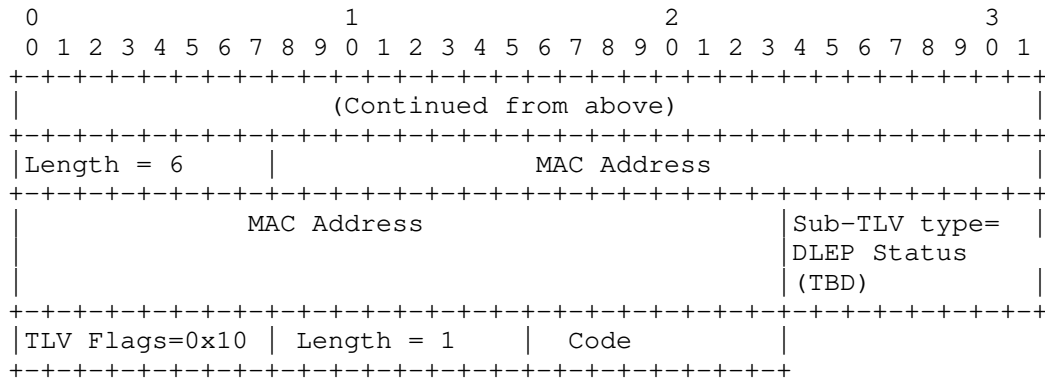 0                   1                   2                   3
 0 1 2 3 4 5 6 7 8 9 0 1 2 3 4 5 6 7 8 9 0 1 2 3 4 5 6 7 8 9 0 1
+-+-+-+-+-+-+-+-+-+-+-+-+-+-+-+-+-+-+-+-+-+-+-+-+-+-+-+-+-+-+-+-+
|                   (Continued from above)                      |
+-+-+-+-+-+-+-+-+-+-+-+-+-+-+-+-+-+-+-+-+-+-+-+-+-+-+-+-+-+-+-+-+
|Length = 6     |                MAC Address                    |
+-+-+-+-+-+-+-+-+-+-+-+-+-+-+-+-+-+-+-+-+-+-+-+-+-+-+-+-+-+-+-+-+
|              MAC Address                      |Sub-TLV type=  |
|                                               |DLEP Status
|                                               |(TBD)          |
+-+-+-+-+-+-+-+-+-+-+-+-+-+-+-+-+-+-+-+-+-+-+-+-+-+-+-+-+-+-+-+-+
|TLV Flags=0x10 | Length = 1    |  Code         |
+-+-+-+-+-+-+-+-+-+-+-+-+-+-+-+-+-+-+-+-+-+-+-+-+